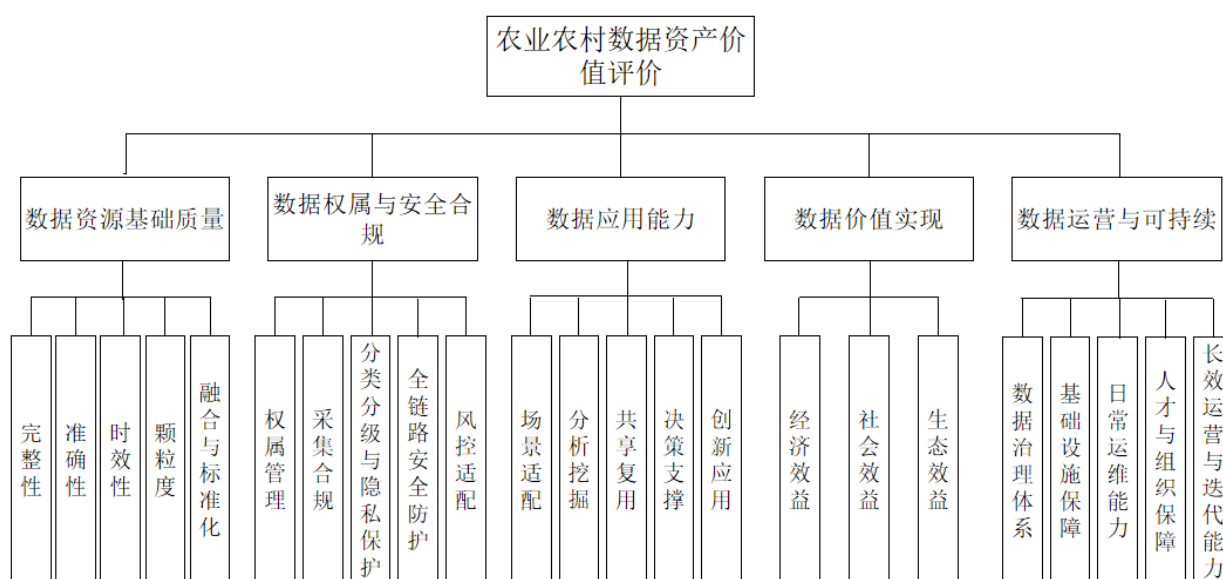 农业农村数据资产价
值评价
数据资源基础质量
数据权属与安全合
规
数据应用能力
数据价值实现
数据运营与可持续
完整性
准确性
时效性
颗粒度
融合与标准化
权属管理
采集合规
分类分级与隐私保护
全链路安全防护
风控适配
场景适配
分析挖掘
共享复用
决策支撑
创新应用
经济效益
社会效益
生态效益
数据治理体系
基础设施保障
日常运维能力
人才与组织保障
长效运营与迭代能力